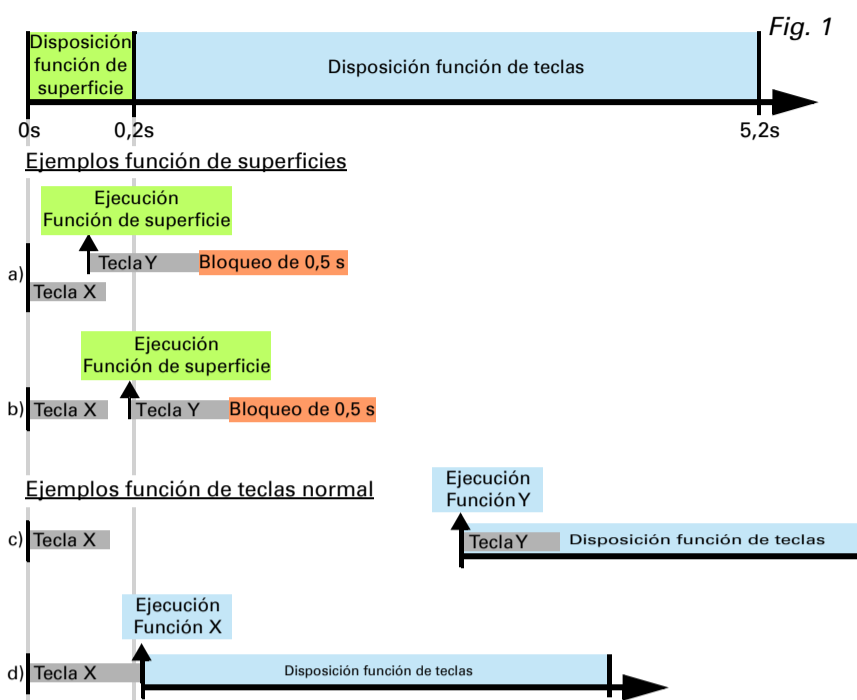 Fig. 1
Disposición
función de
superficie
Disposición función de teclas
0s
0,2s
5,2s
Ejemplos función de superficies
Ejecución
Función de superficie
a)
Tecla Y
Bloqueo de 0,5 s
Tecla X
Ejecución
Función de superficie
b)
Tecla X
Tecla Y
Bloqueo de 0,5 s
Ejemplos función de teclas normal
Ejecución
Función Y
c)
Tecla X
Tecla Y
Disposición función de teclas
Ejecución
Función X
d)
Tecla X
Disposición función de teclas